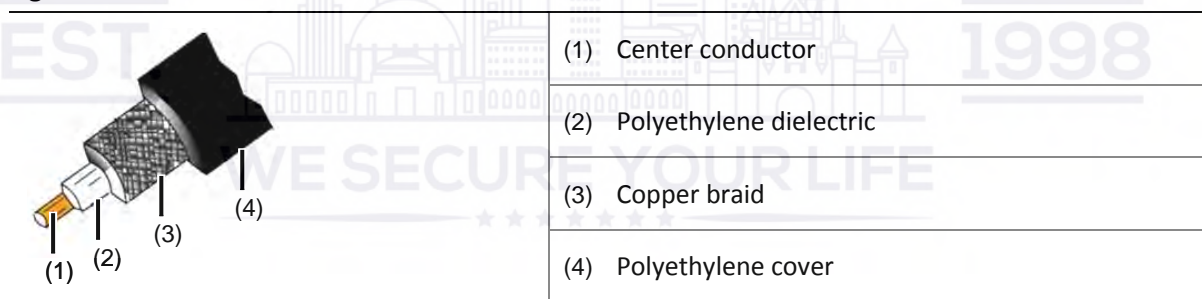 EST
1998
WE SECURE YOUR LIFE
(1) Center conductor
(2) Polyethylene dielectric
(3) Copper braid
(4) Polyethylene cover
(1)
(2)
(3)
(4)